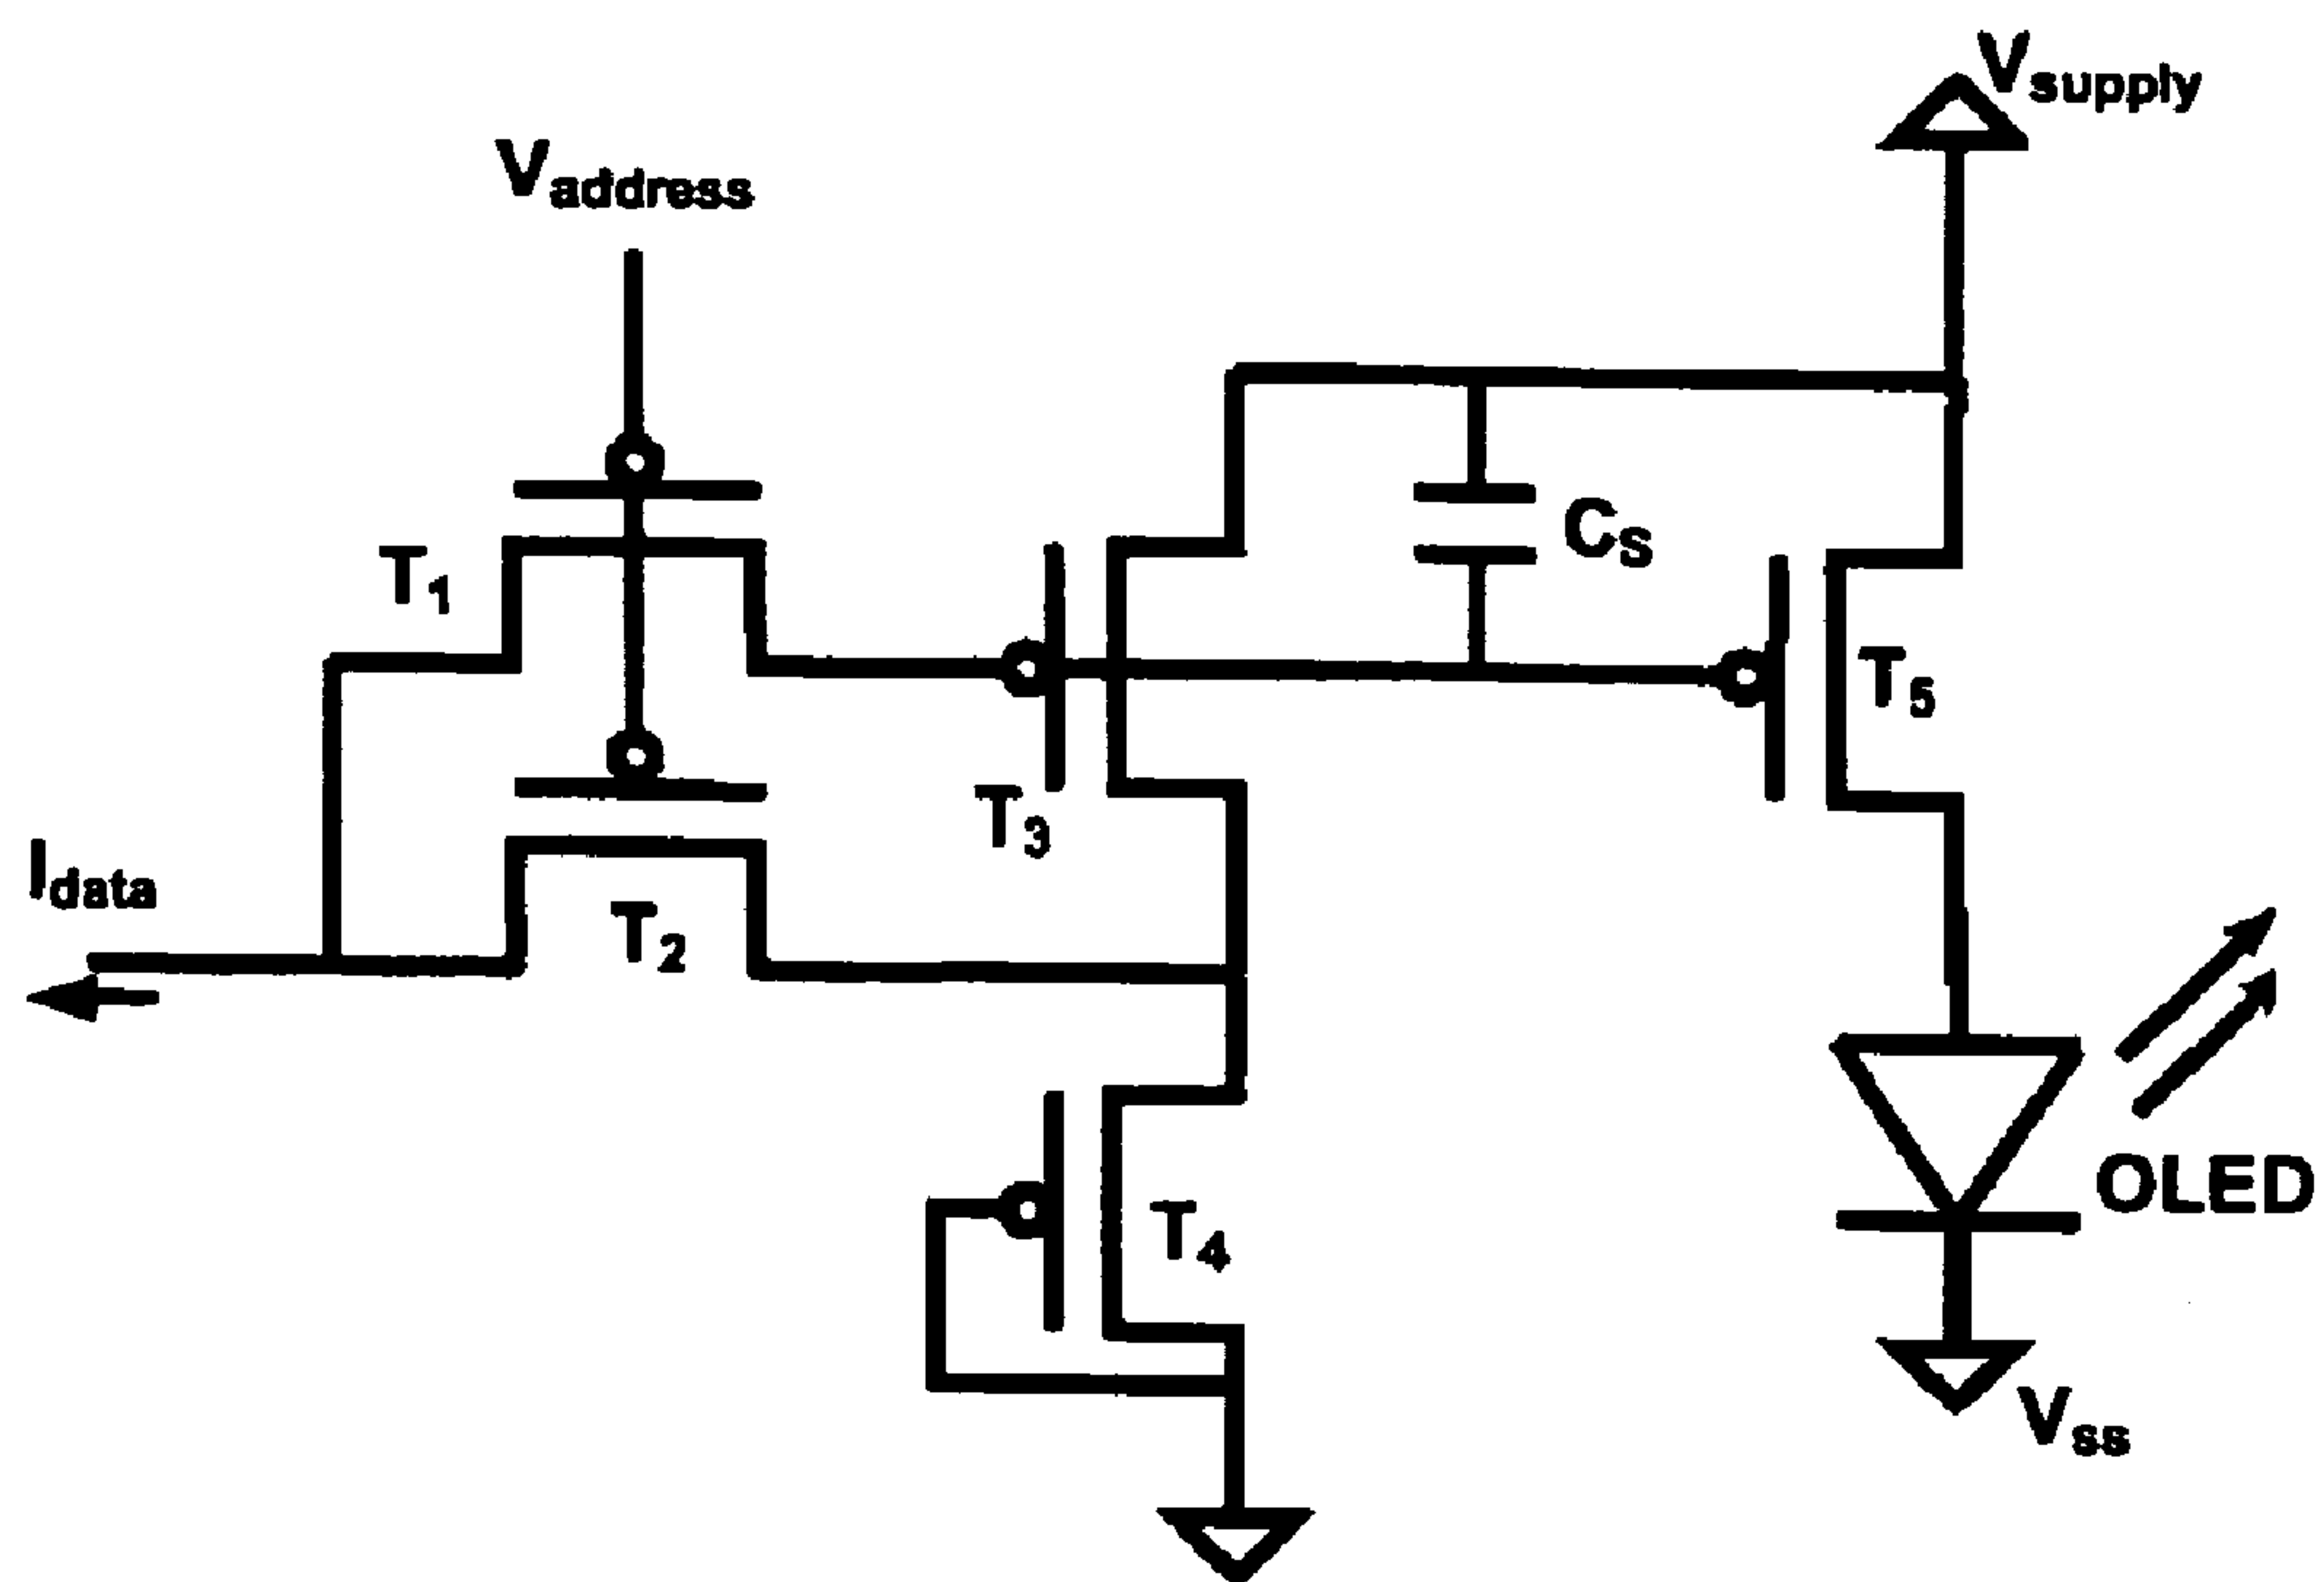 Vsupply
Vaddress
CS
T1
T5
T3
Idata
T2
OLED
T4
Vss